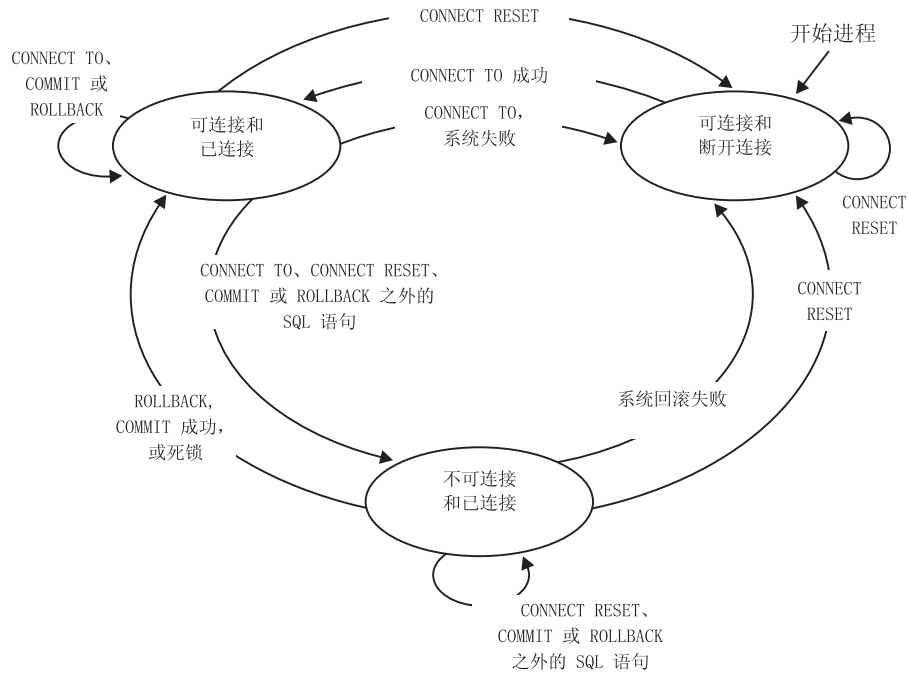 CONNECT RESET
开始进程
CONNECT TO、
COMMIT 或
ROLLBACK
CONNECT TO 成功
CONNECT TO,
系统失败
可连接和
已连接
可连接和
断开连接
CONNECT
RESET
CONNECT TO、CONNECT RESET、
COMMIT 或 ROLLBACK 之外的
SQL 语句
CONNECT
RESET
ROLLBACK,
COMMIT 成功,
或死锁
系统回滚失败
不可连接
和已连接
CONNECT RESET、
COMMIT 或 ROLLBACK
之外的 SQL 语句